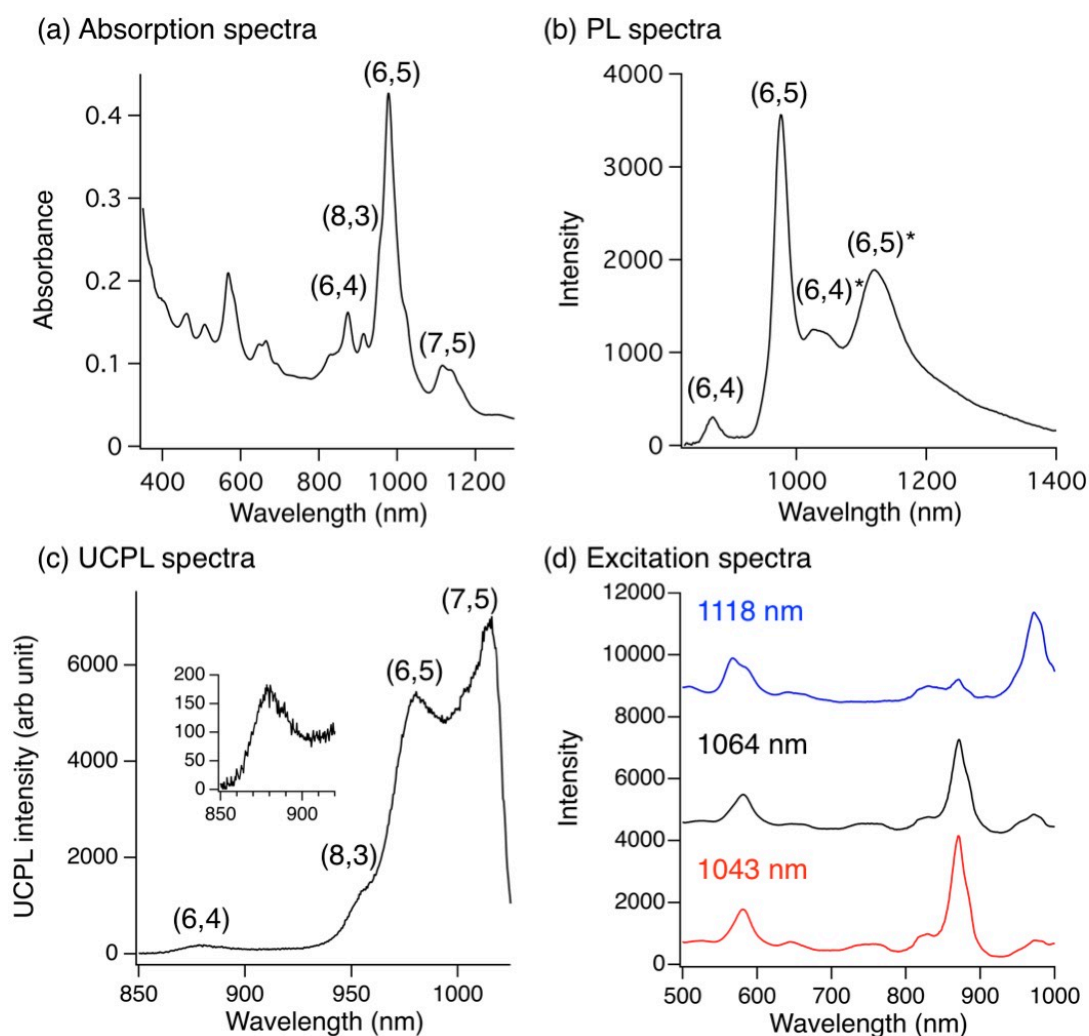 (a) Absorption spectra
(6,5)
(8,3)
(6,4)
(7,5)
0.4
0.3
0.2
0.1
0
Absorbance
400 600 800 1000 1200
Wavelength (nm)
(b) PL spectra
(6,5)
(6,5)*
(6,4)*
(6,4)
4000
3000
2000
1000
0
Intensity
1000 1200 1400
Wavelngth (nm)
(c) UCPL spectra
(7,5)
(6,5)
(8,3)
(6,4)
6000
4000
2000
0
UCPL intensity (arb unit)
200
150
100
50
0
850 900
850 900 950 1000
Wavelength (nm)
(d) Excitation spectra
1118 nm
1064 nm
1043 nm
12000
10000
8000
6000
4000
2000
0
Intensity
500 600 700 800 900 1000
Wavelength (nm)